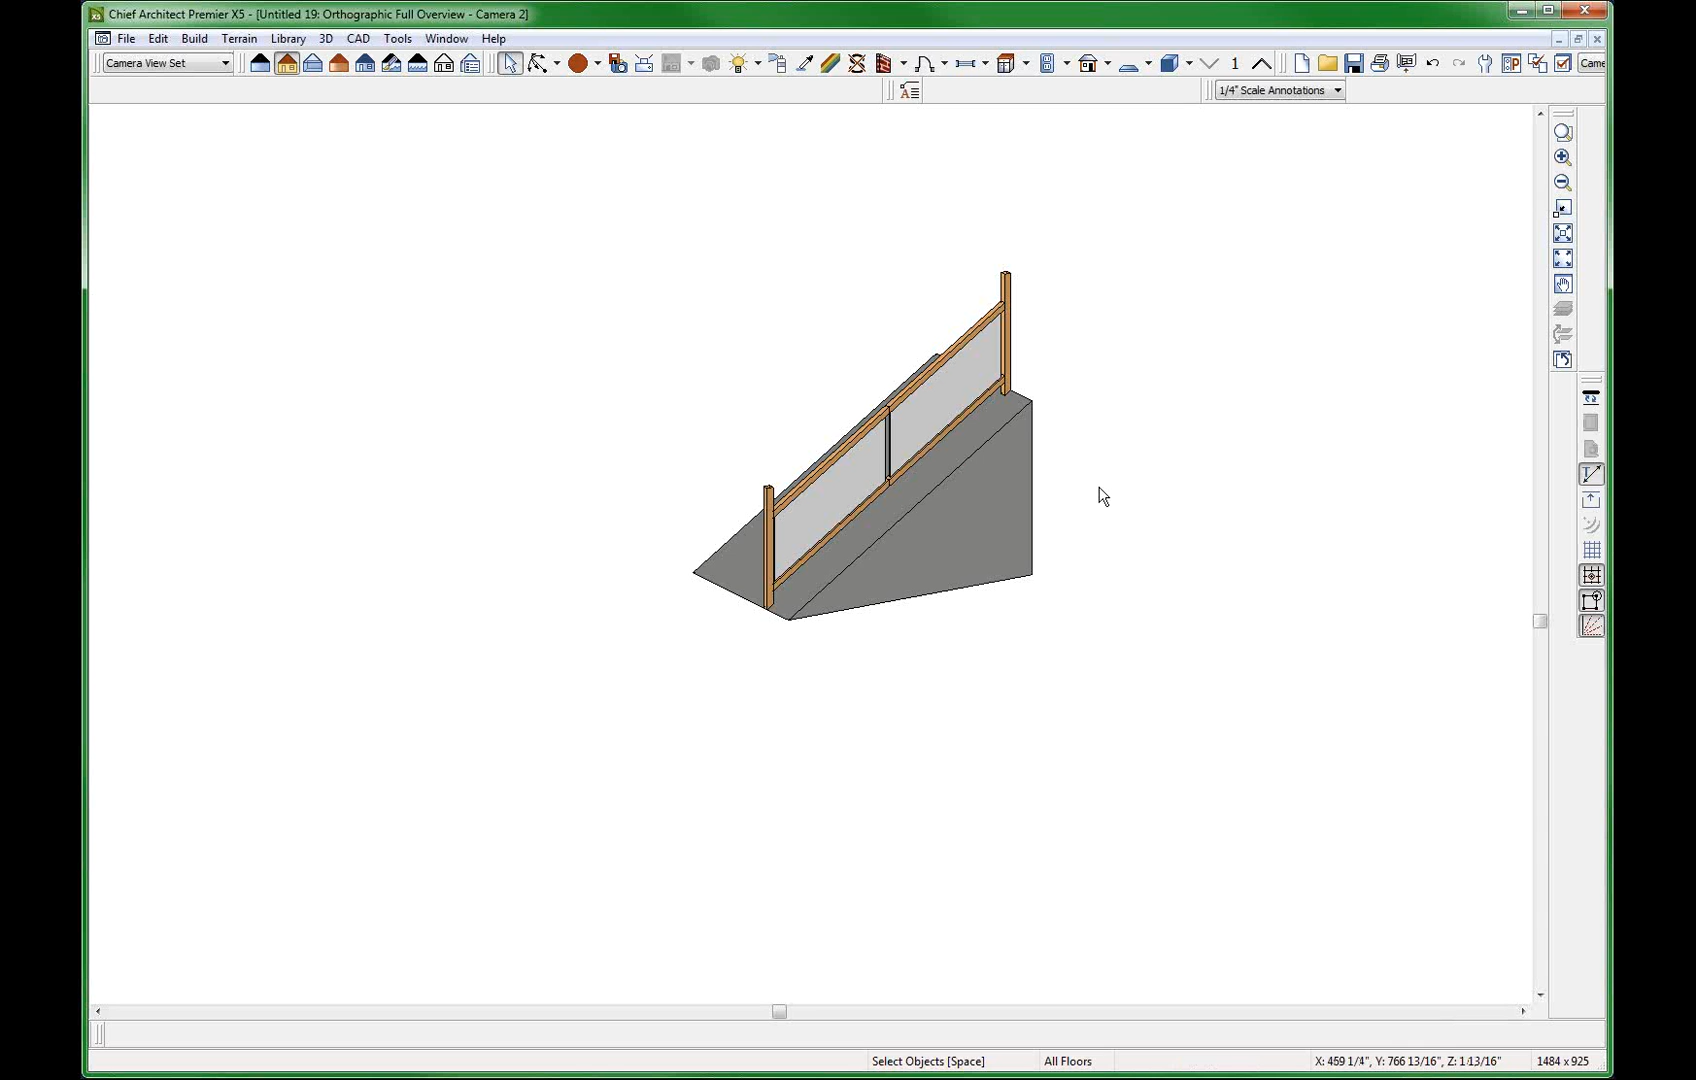 Chief Architect Premier X5 - [Untitled 19: Orthographic Full Overview - Camera 2]
File Edit Build Terrain Library 3D CAD Tools Window Help
Camera View Set 1 Came
A 1/4" Scale Annotations
Select Objects [Space] All Floors X: 459 1/4", Y: 766 13/16", Z: 1 13/16" 1484 x 925